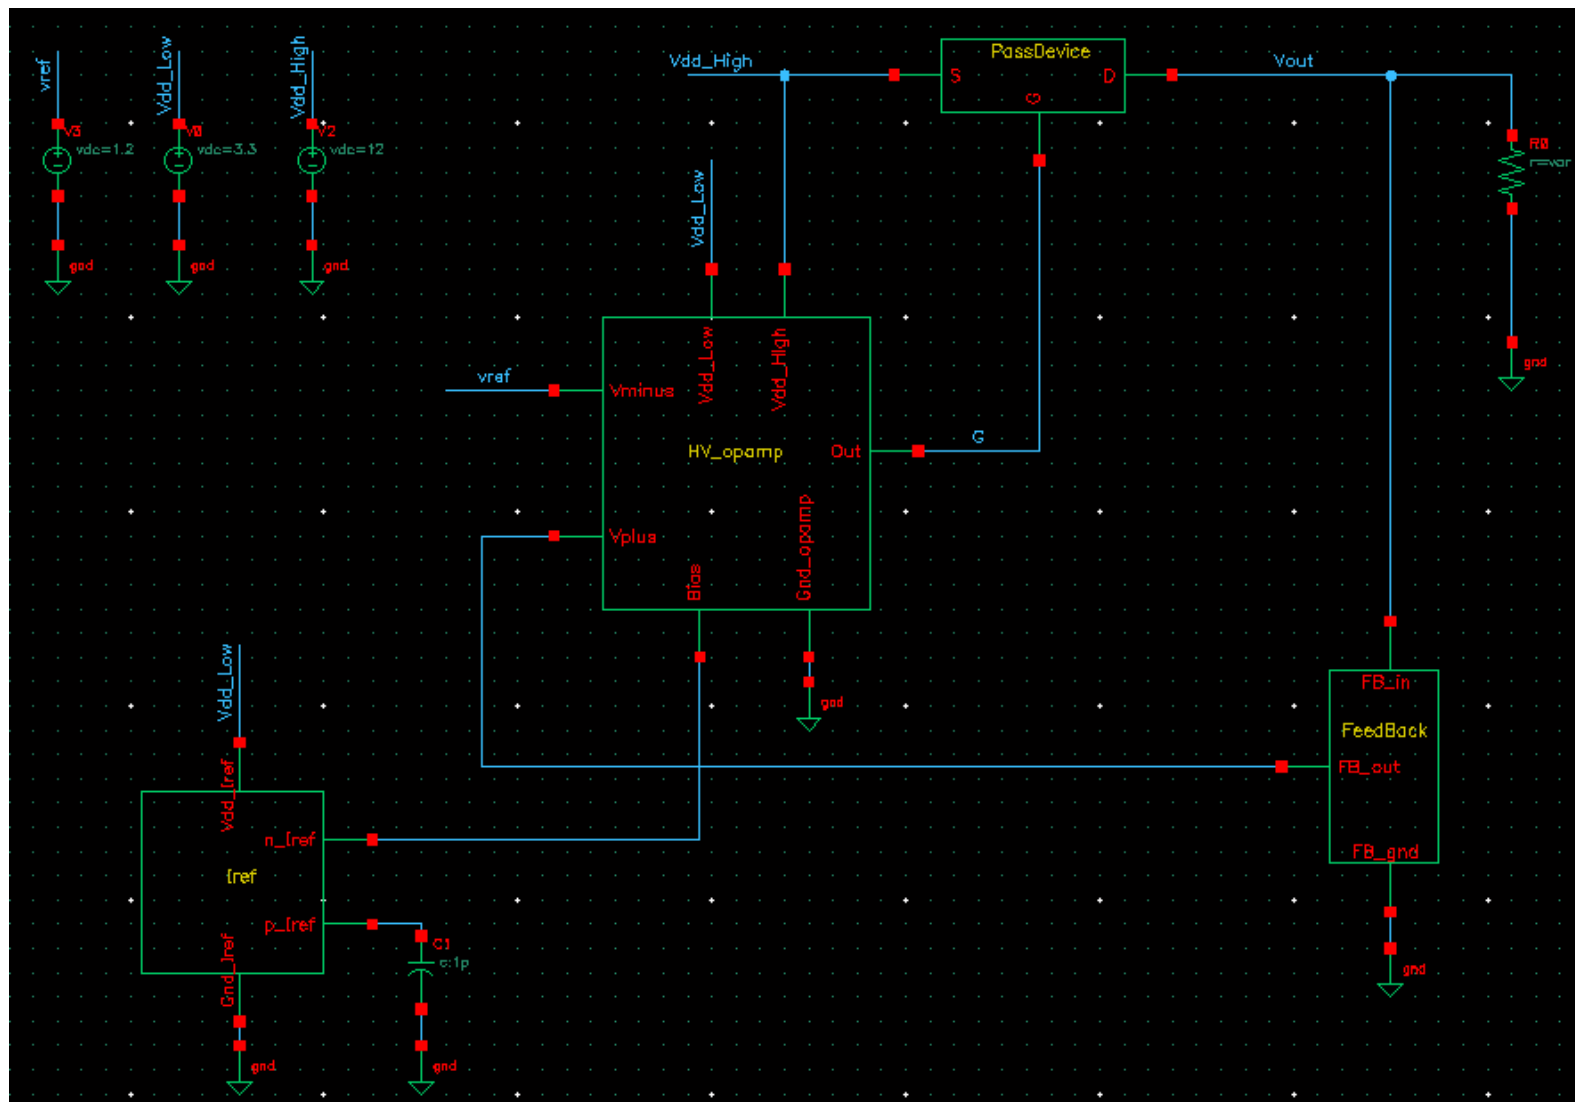 vref
V3
vdc=1.2
gnd
Vdd_Low
V0
vdc=3.3
gnd
Vdd_High
V2
vdc=12
gnd
Vdd_High
PassDevice
S
D
G
Vout
R0
r=var
gnd
Vdd_Low
Vdd_Low
Vdd_High
vref
Vminus
HV_opamp
Out
G
Vplus
Bias
Gnd_opamp
gnd
FB_in
FeedBack
FB_out
FB_gnd
gnd
Vdd_Low
Vdd_Iref
n_Iref
Iref
p_Iref
Gnd_Iref
gnd
C1
c:1p
gnd